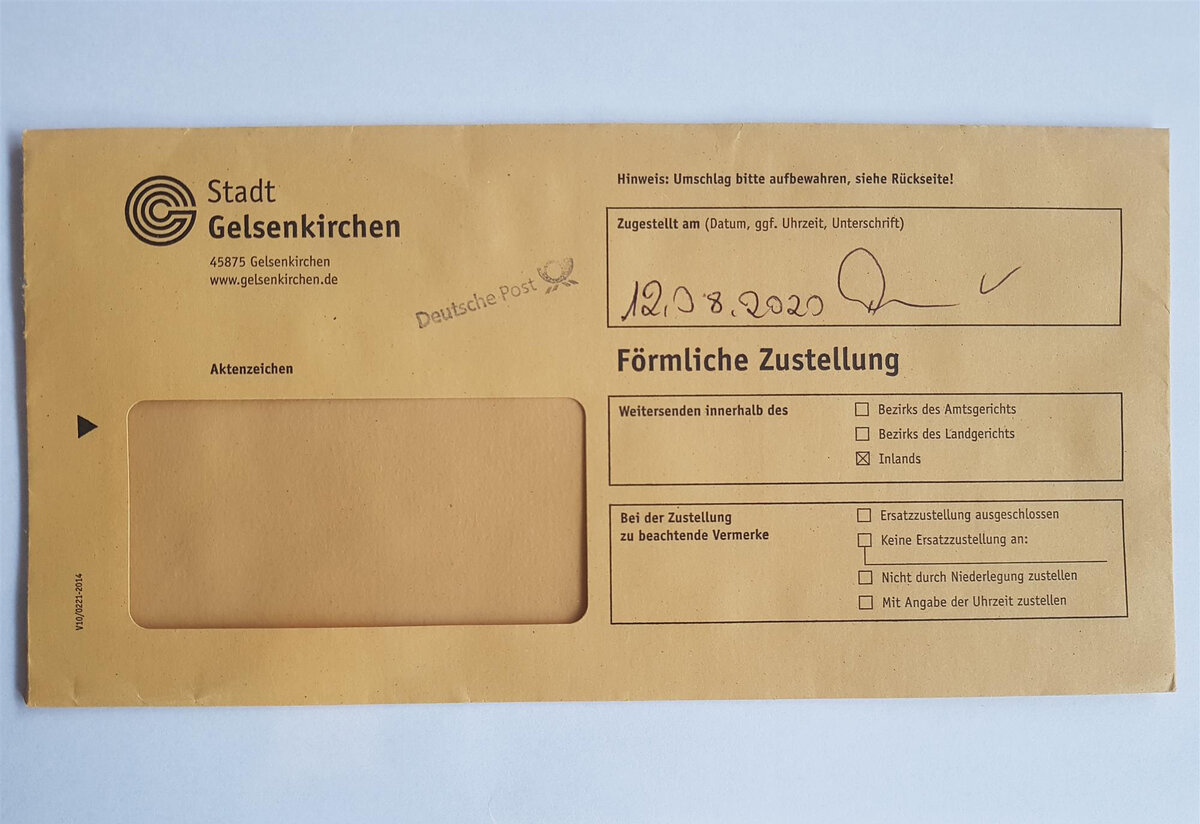 Stadt
Gelsenkirchen
45875 Gelsenkirchen
www.gelsenkirchen.de
Deutsche Post
Aktenzeichen
V10/0221-2014
Hinweis: Umschlag bitte aufbewahren, siehe Rückseite!
Zugestellt am (Datum, ggf. Uhrzeit, Unterschrift)
12.08.2020
Förmliche Zustellung
Weitersenden innerhalb des
Bezirks des Amtsgerichts
Bezirks des Landgerichts
Inlands
Bei der Zustellung
zu beachtende Vermerke
Ersatzzustellung ausgeschlossen
Keine Ersatzzustellung an:
Nicht durch Niederlegung zustellen
Mit Angabe der Uhrzeit zustellen